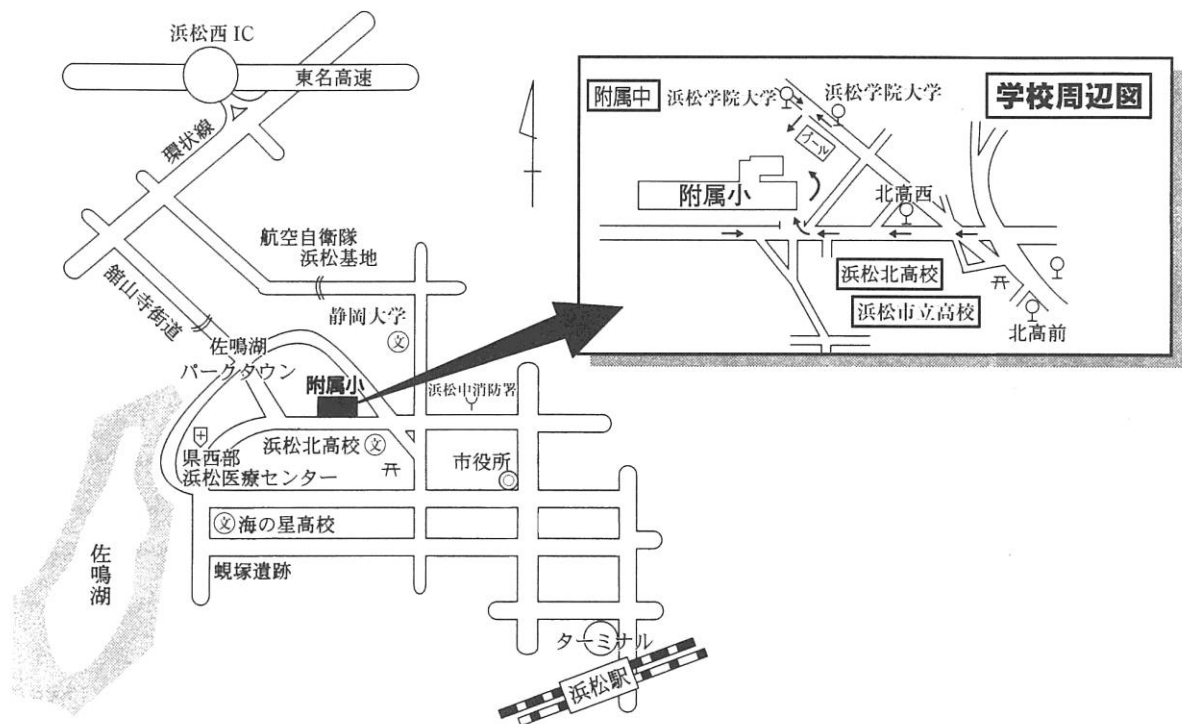 浜松西IC
東名高速
環状線
航空自衛隊
浜松基地
舘山寺街道
静岡大学
文
佐鳴湖
パークタウン
附属小
浜松中消防署
浜松北高校
文
県西部
浜松医療センター
市役所
文
海の星高校
蜆塚遺跡
佐鳴湖
ターミナル
浜松駅
学校周辺図
附属中
浜松学院大学
浜松学院大学
プール
附属小
北高西
浜松北高校
浜松市立高校
北高前